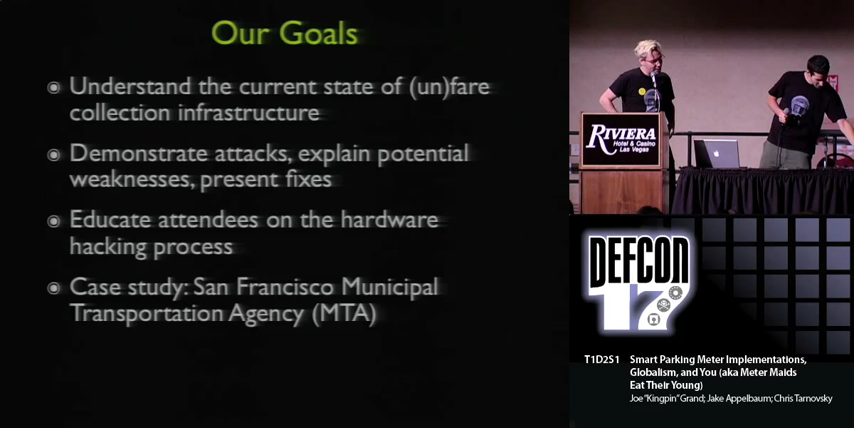 Our Goals
Understand the current state of (un)fare
collection infrastructure
Demonstrate attacks, explain potential
weaknesses, present fixes
Educate attendees on the hardware
hacking process
Case study: San Francisco Municipal
Transportation Agency (MTA)
RIVIERA
Hotel & Casino
Las Vegas
DEFCON
17
T1D2S1 Smart Parking Meter Implementations,
Globalism, and You (aka Meter Maids
Eat Their Young)
Joe "Kingpin" Grand; Jake Appelbaum; Chris Tarnovsky